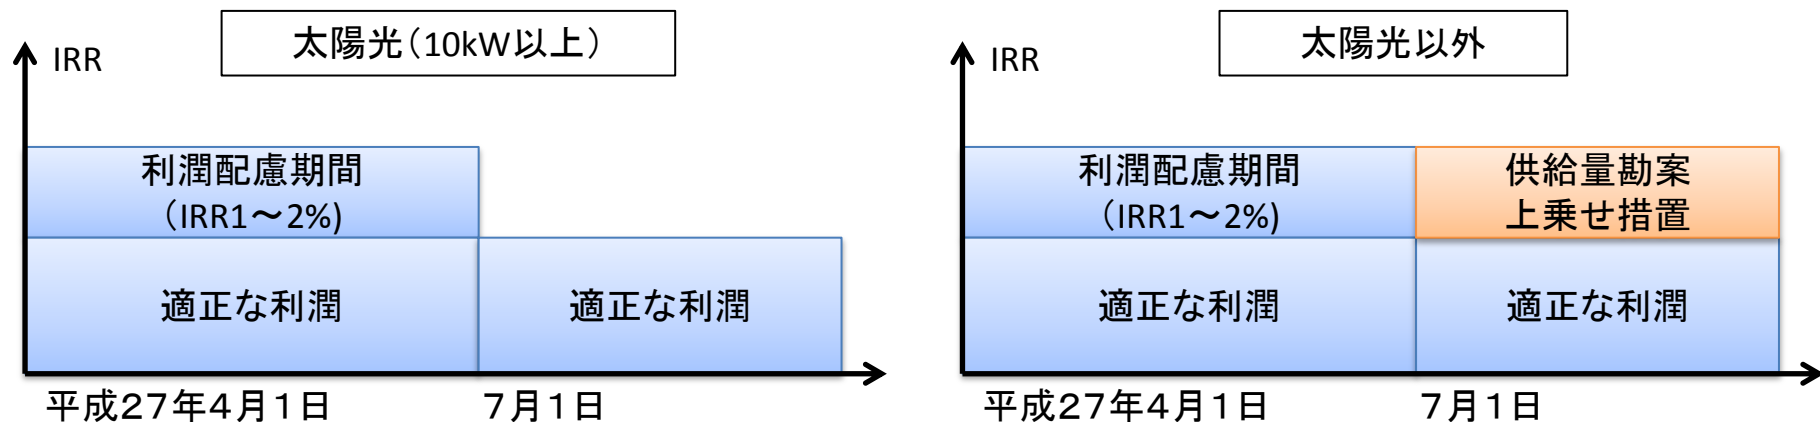 太陽光（10kW以上）
IRR
利潤配慮期間
（IRR1～2%)
適正な利潤
適正な利潤
平成２７年４月１日
７月１日
太陽光以外
IRR
利潤配慮期間
（IRR1～2%)
供給量勘案
上乗せ措置
適正な利潤
適正な利潤
平成２７年４月１日
７月１日